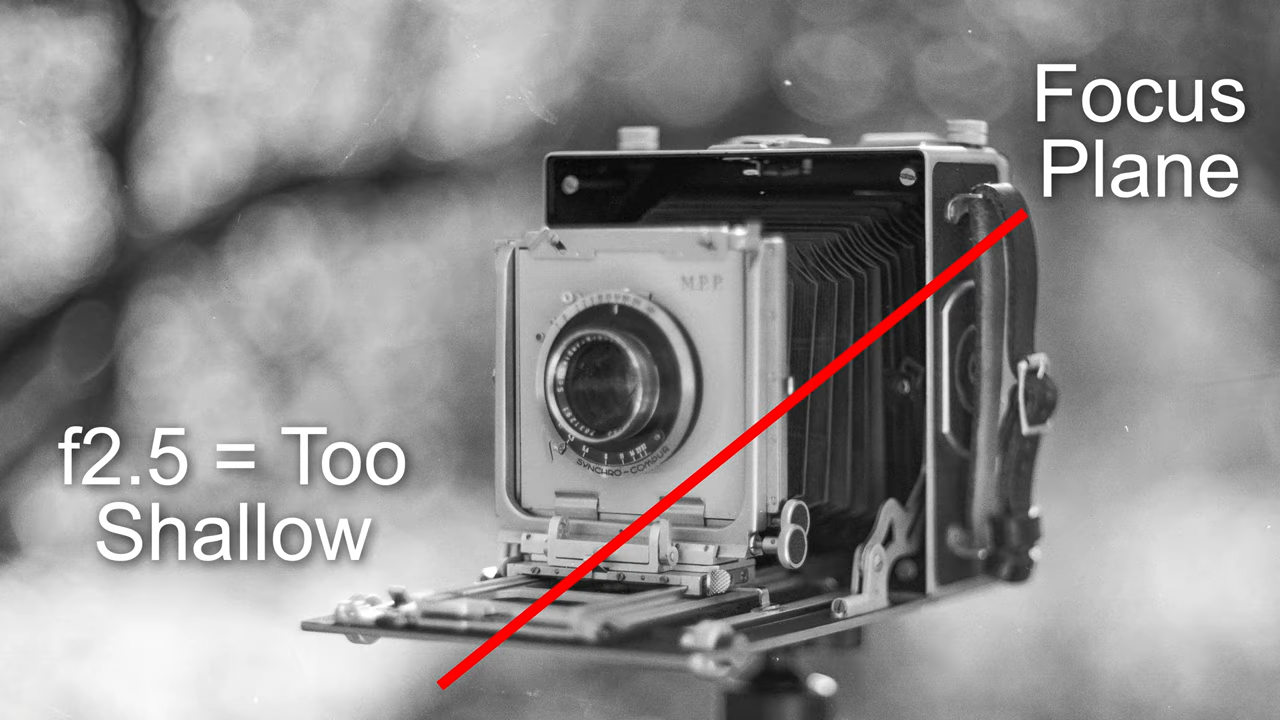 Focus
Plane
M.P.P.
f2.5 = Too
Shallow
SYNCHRO-COMPUR